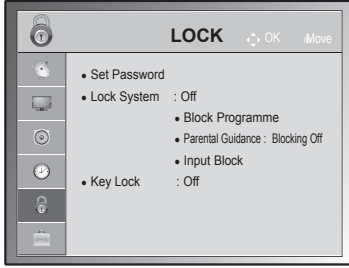 LOCK OK Move
• Set Password
• Lock System : Off
• Block Programme
• Parental Guidance : Blocking Off
• Input Block
• Key Lock : Off